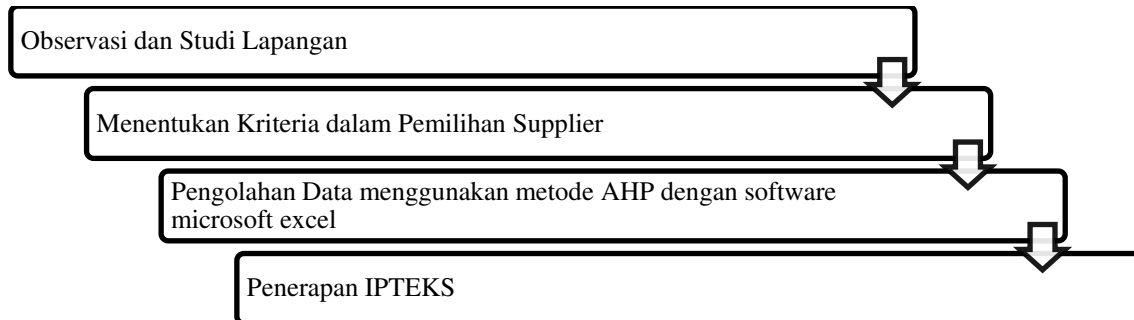 Observasi dan Studi Lapangan
Menentukan Kriteria dalam Pemilihan Supplier
Pengolahan Data menggunakan metode AHP dengan software
microsoft excel
Penerapan IPTEKS